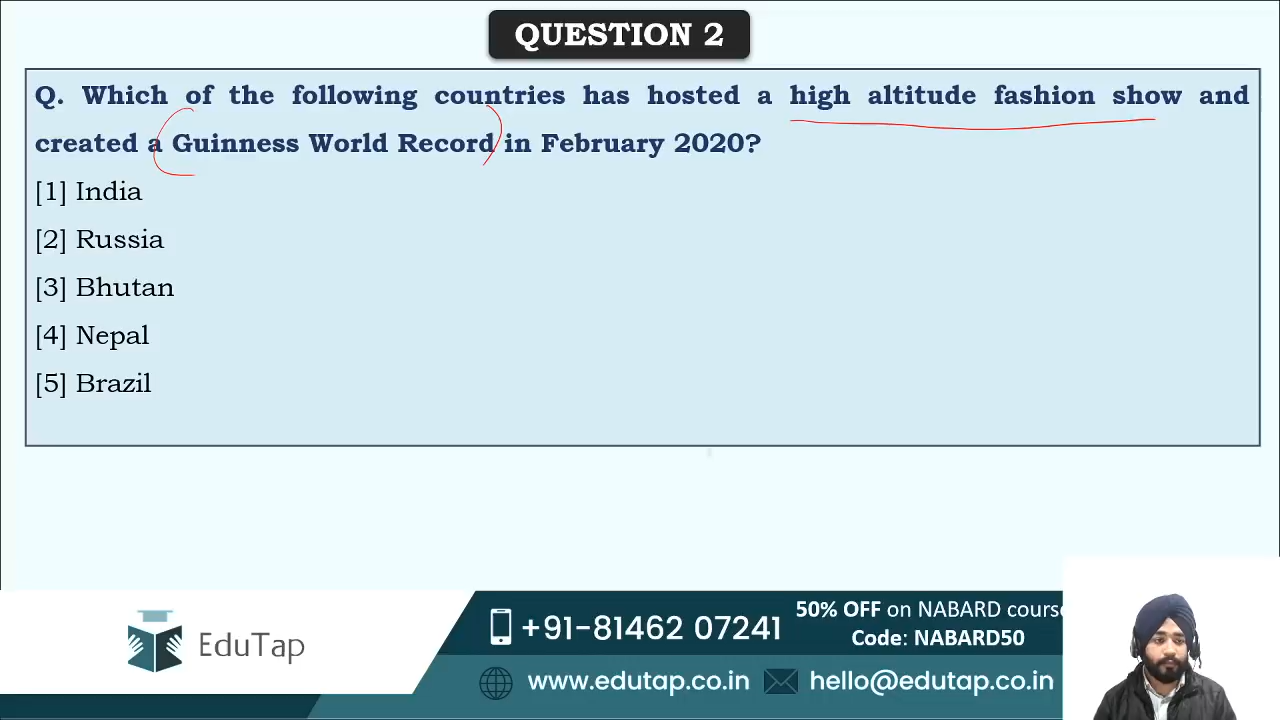 QUESTION 2
Q. Which of the following countries has hosted a high altitude fashion show and
created a Guinness World Record in February 2020?
[1] India
[2] Russia
[3] Bhutan
[4] Nepal
[5] Brazil
EduTap
+91-81462 07241
50% OFF on NABARD course
Code: NABARD50
www.edutap.co.in
hello@edutap.co.in